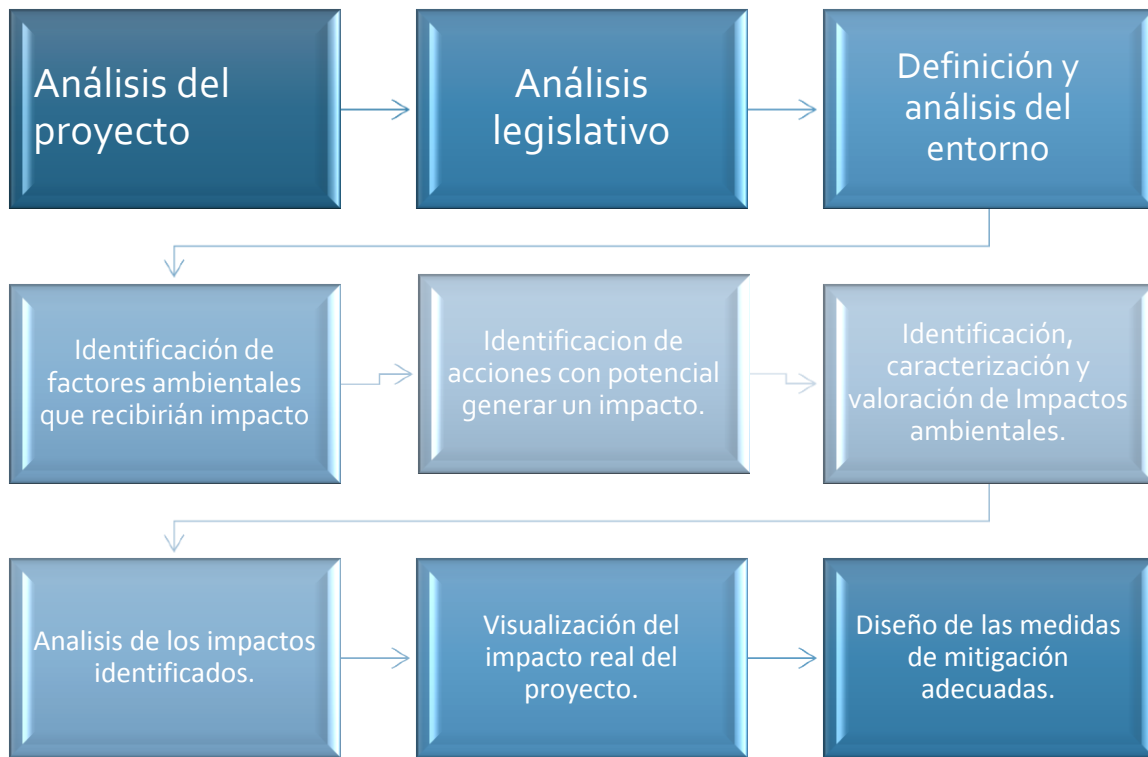 Análisis del
proyecto
Análisis
legislativo
Definición y
análisis del
entorno
Identificación de
factores ambientales
que recibirián impacto
Identificacion de
acciones con potencial
generar un impacto.
Identificación,
caracterización y
valoración de Impactos
ambientales.
Analisis de los impactos
identificados.
Visualización del
impacto real del
proyecto.
Diseño de las medidas
de mitigación
adecuadas.